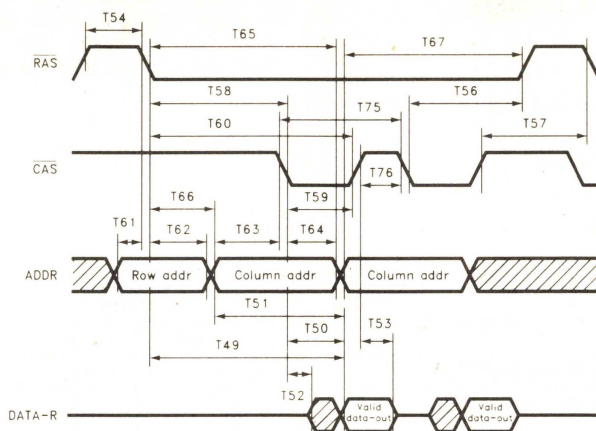 T54
T65
T67
RAS
T58
T75
T56
T60
T57
CAS
T59
T76
T66
T61
T62
T63
T64
ADDR
Row addr
Column addr
Column addr
T51
T50
T53
T49
T52
DATA-R
Valid
data-out
Valid
data-out